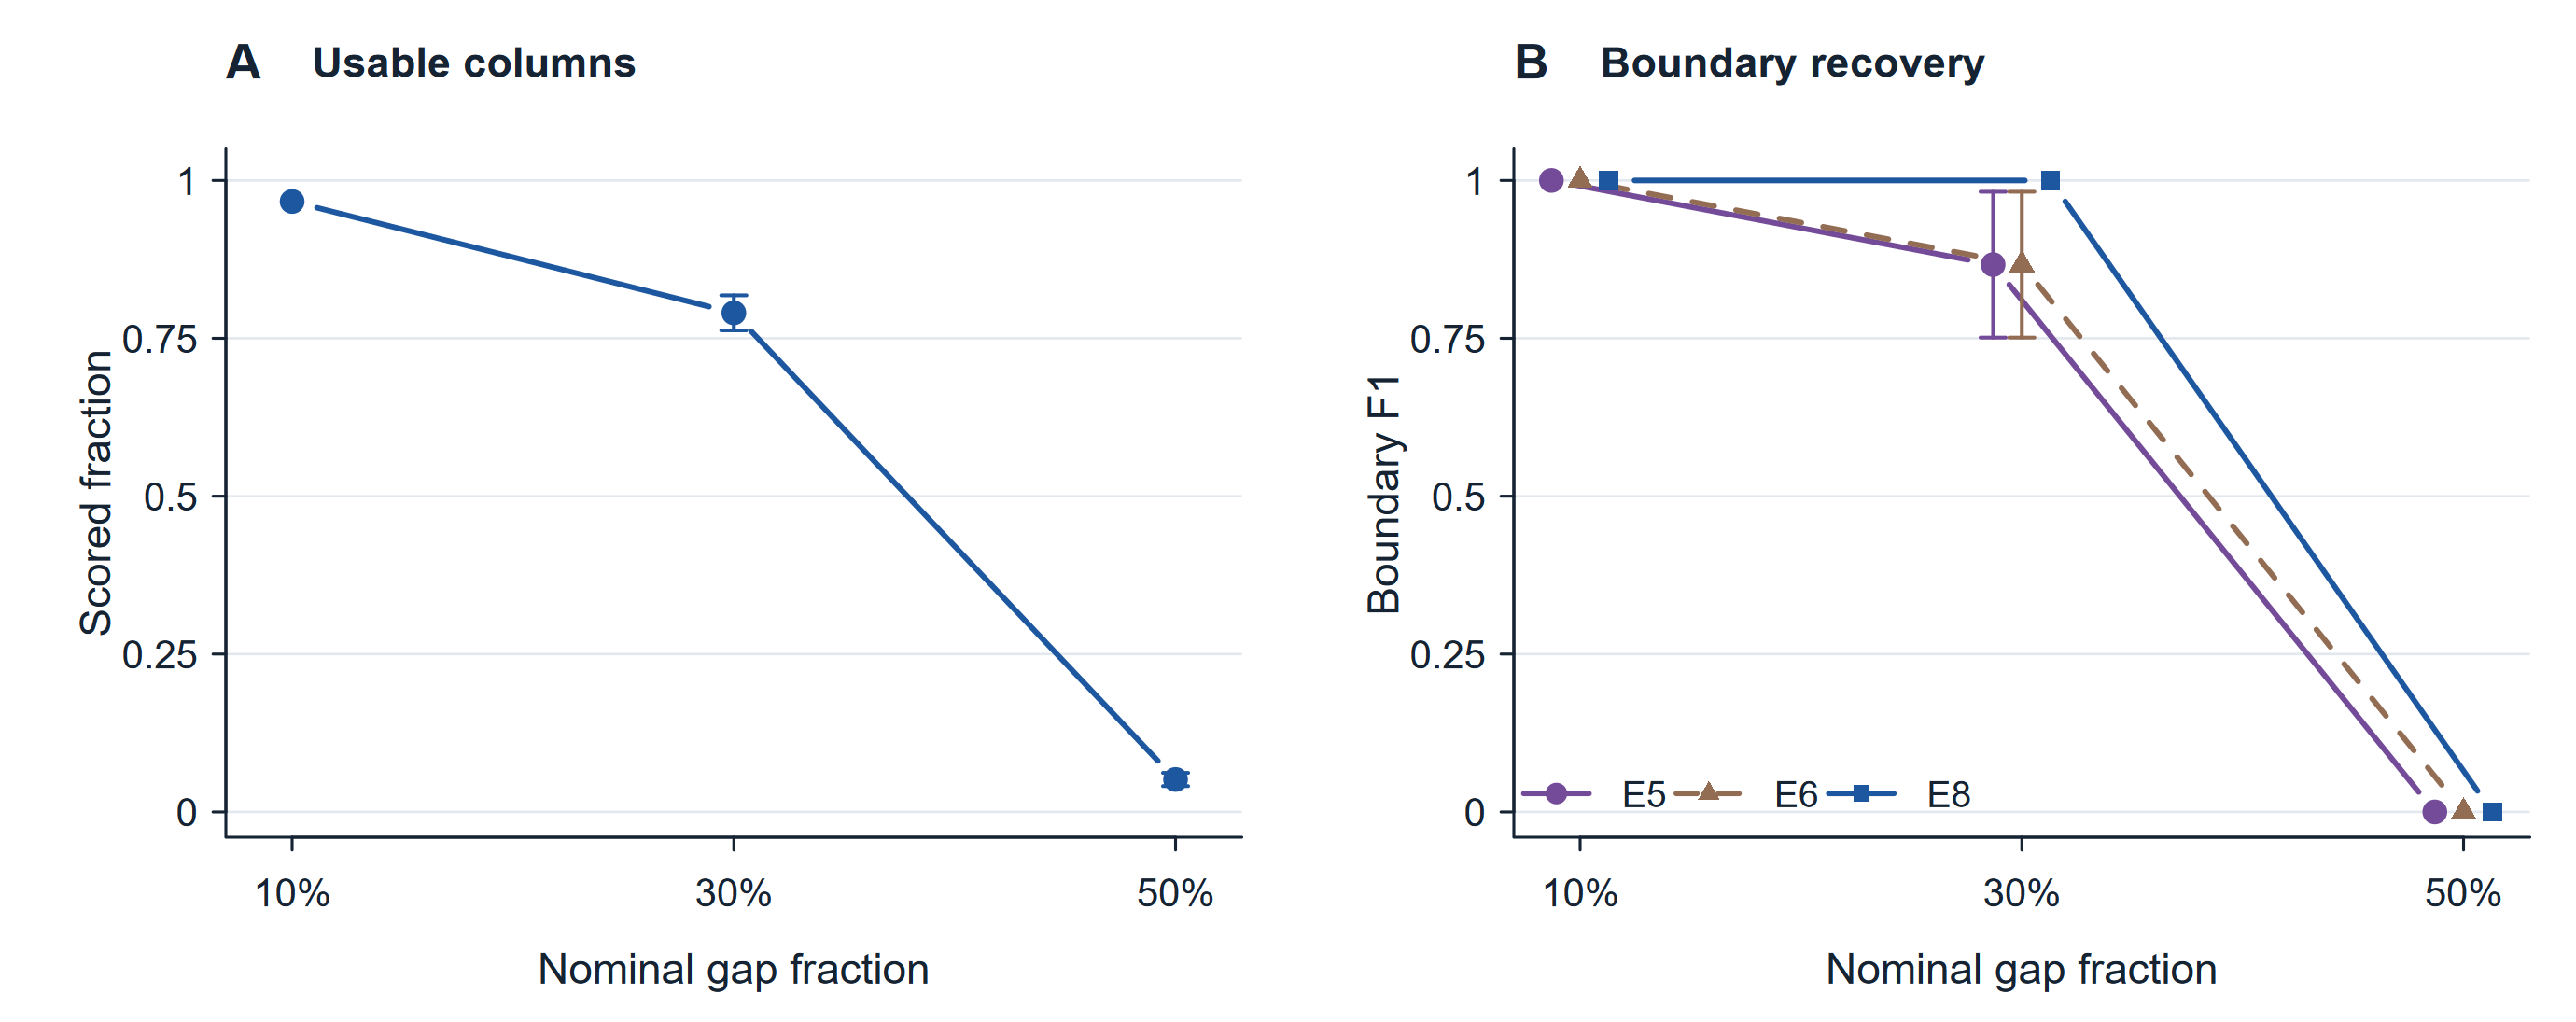 A Usable columns
Scored fraction
1
0.75
0.5
0.25
0
10% 30% 50%
Nominal gap fraction
B Boundary recovery
Boundary F1
1
0.75
0.5
0.25
0
E5 E6 E8
10% 30% 50%
Nominal gap fraction